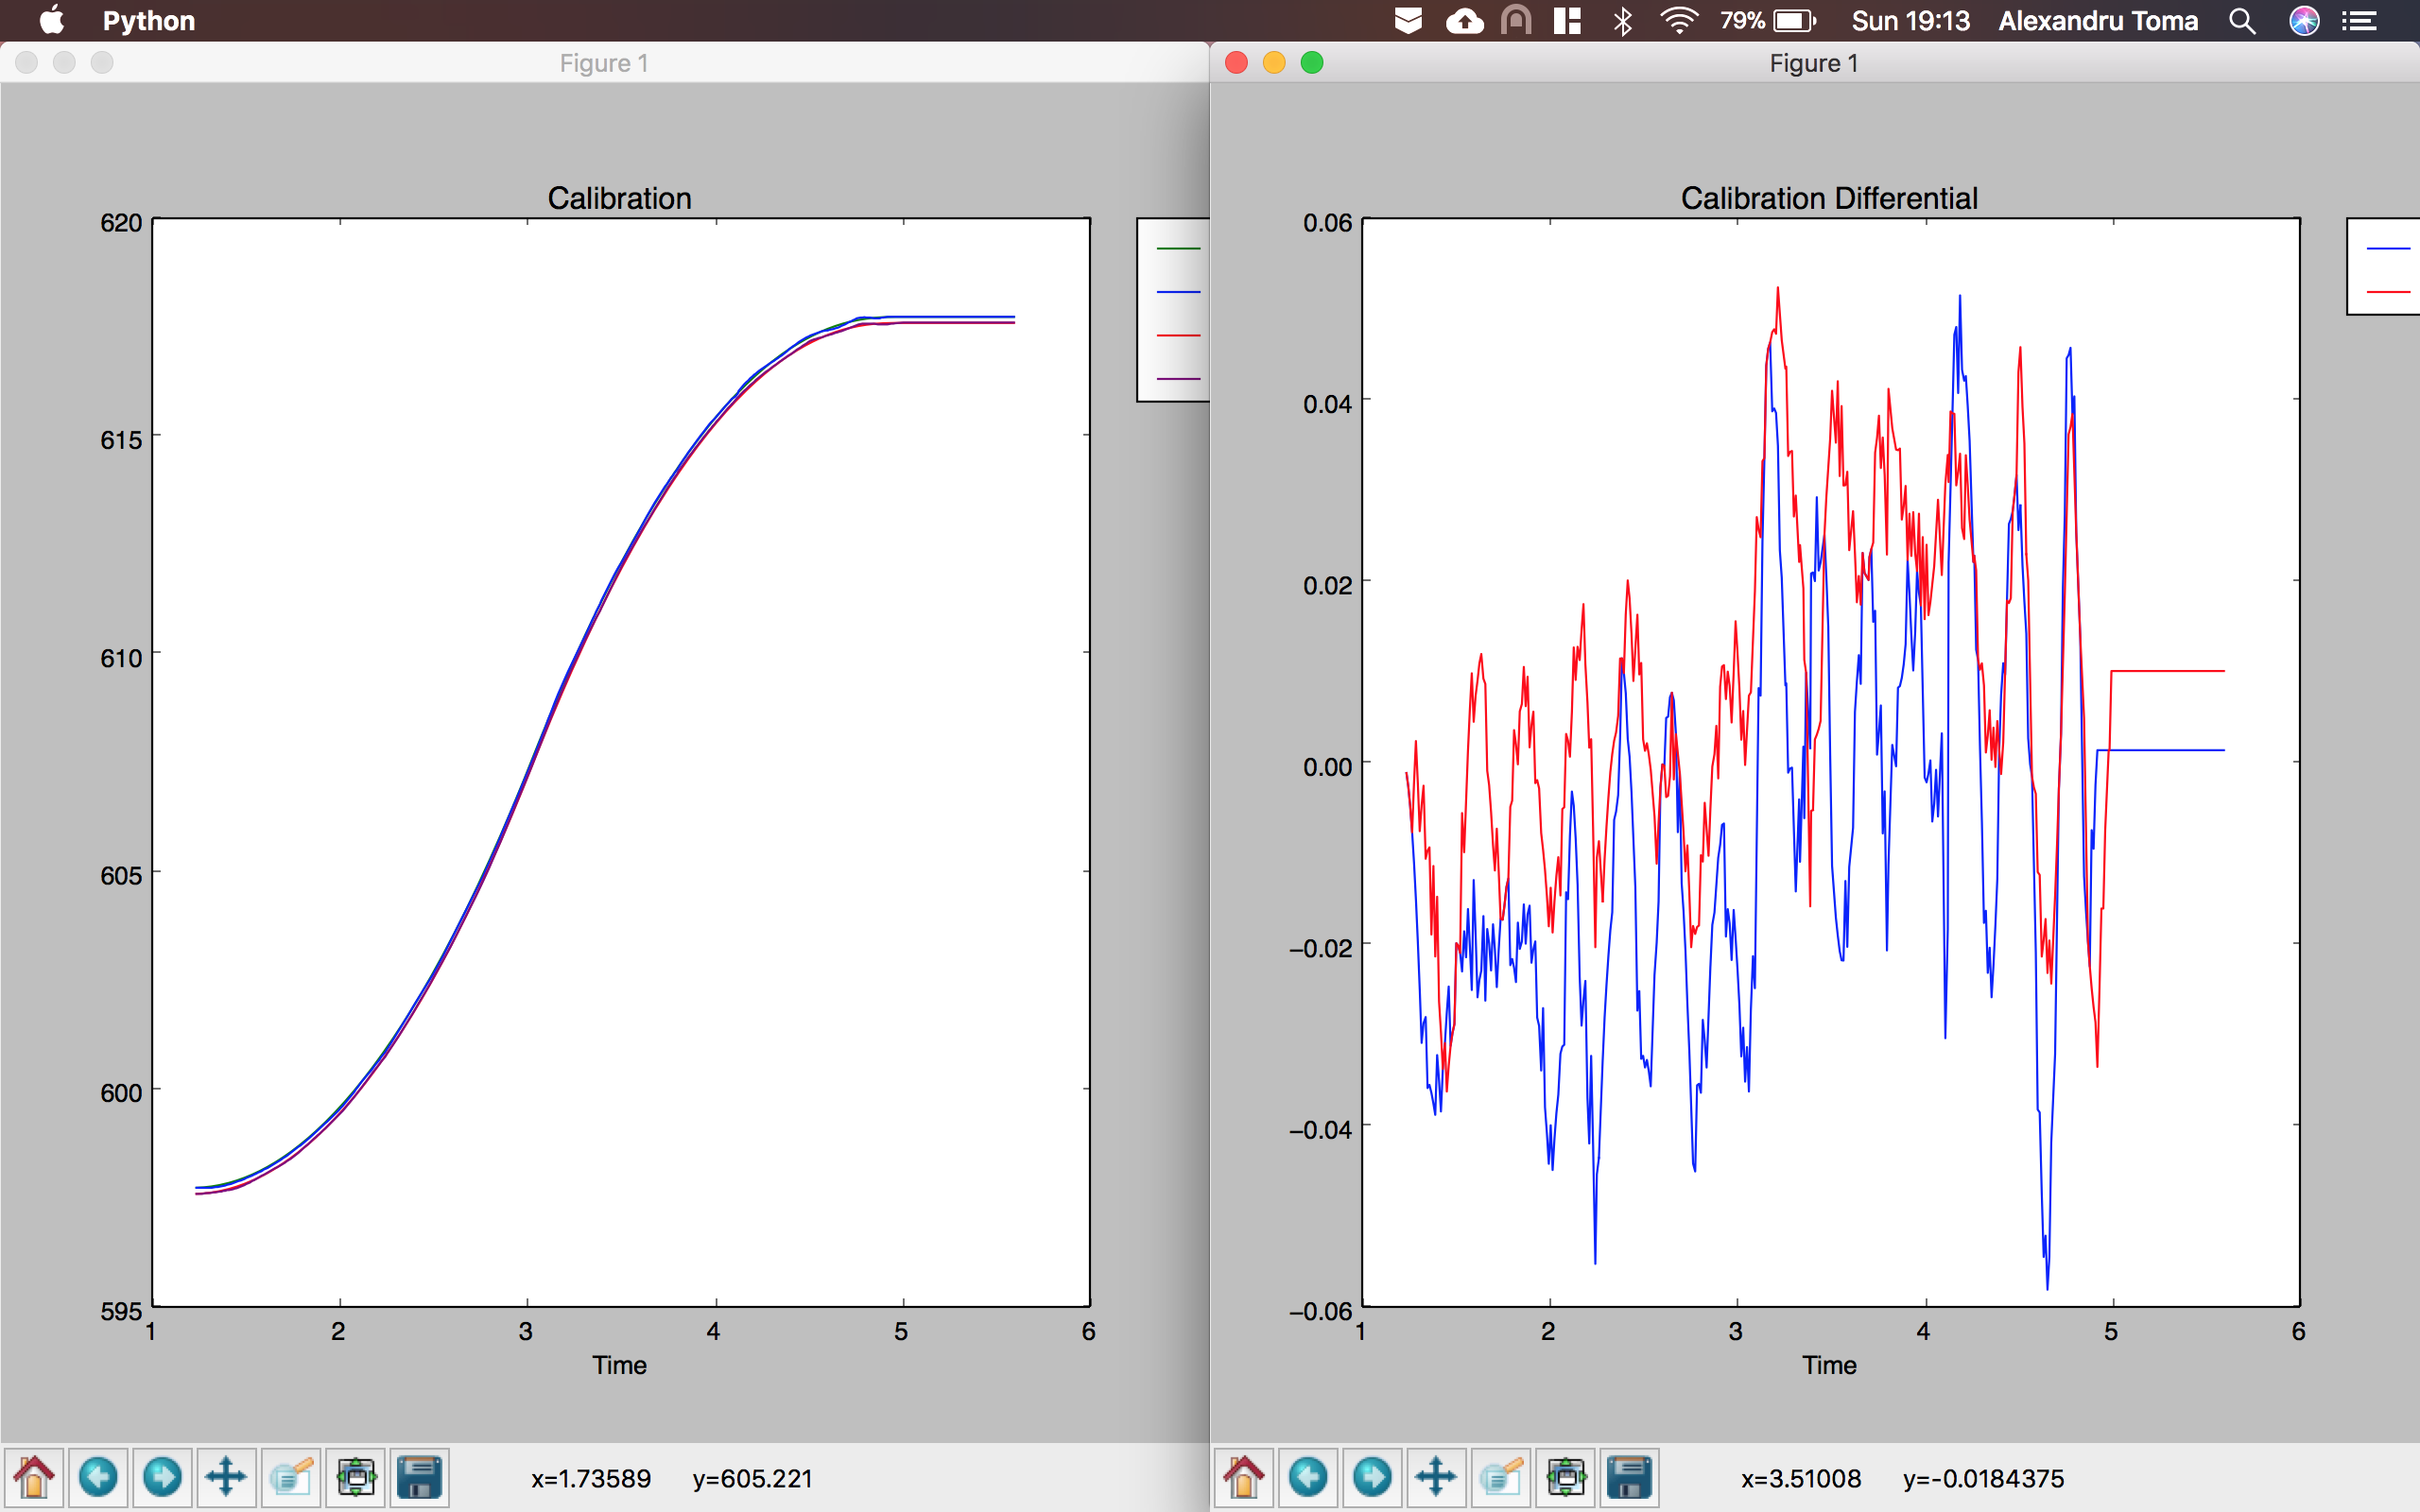 Python 79% Sun 19:13 Alexandru Toma
Figure 1
Calibration
620
615
610
605
600
595
1 2 3 4 5 6
Time
x=1.73589 y=605.221
Figure 1
Calibration Differential
0.06
0.04
0.02
0.00
−0.02
−0.04
−0.06
1 2 3 4 5 6
Time
x=3.51008 y=-0.0184375